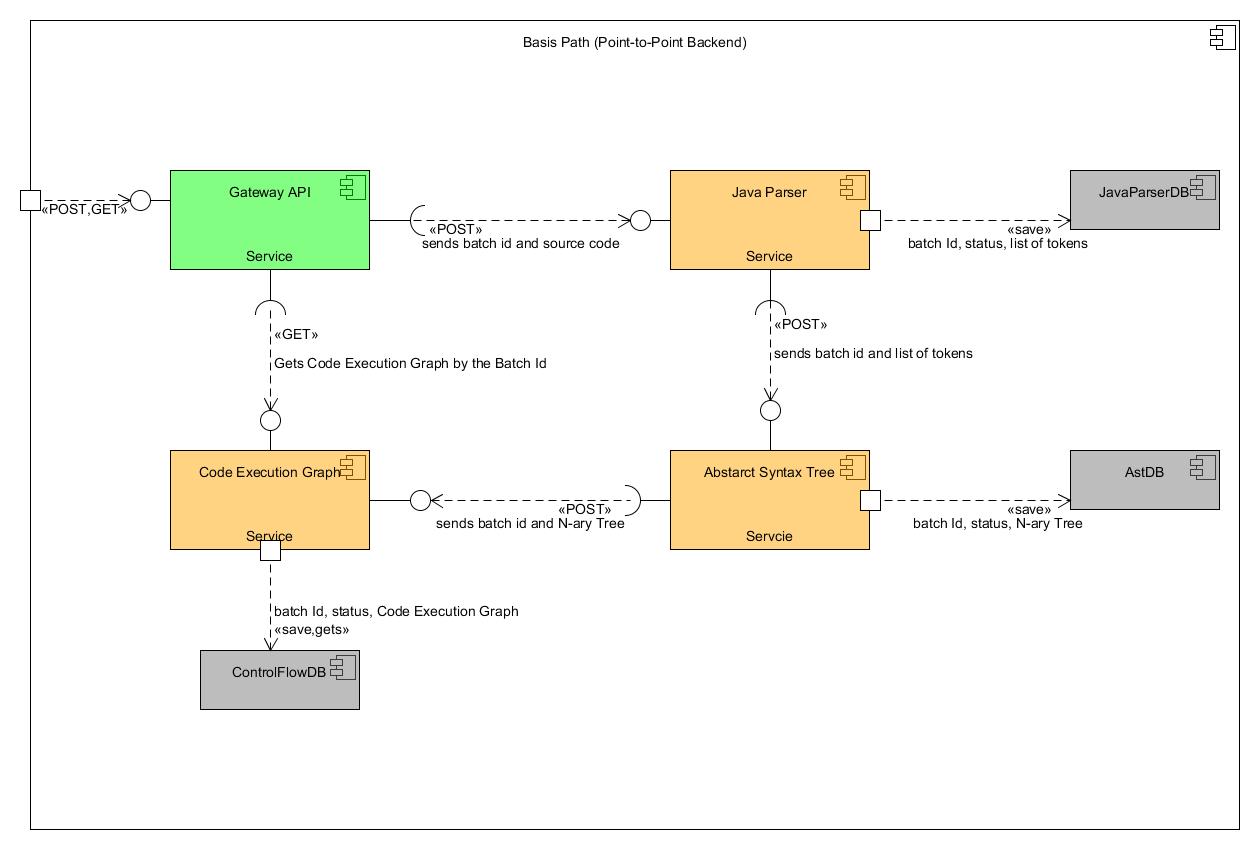 Basis Path (Point-to-Point Backend)
Gateway API
Service
Java Parser
Service
JavaParserDB
«POST,GET»
«POST»
sends batch id and source code
«save»
batch Id, status, list of tokens
«GET»
Gets Code Execution Graph by the Batch Id
«POST»
sends batch id and list of tokens
Code Execution Graph
Service
Abstarct Syntax Tree
Servcie
AstDB
«POST»
sends batch id and N-ary Tree
«save»
batch Id, status, N-ary Tree
batch Id, status, Code Execution Graph
«save,gets»
ControlFlowDB